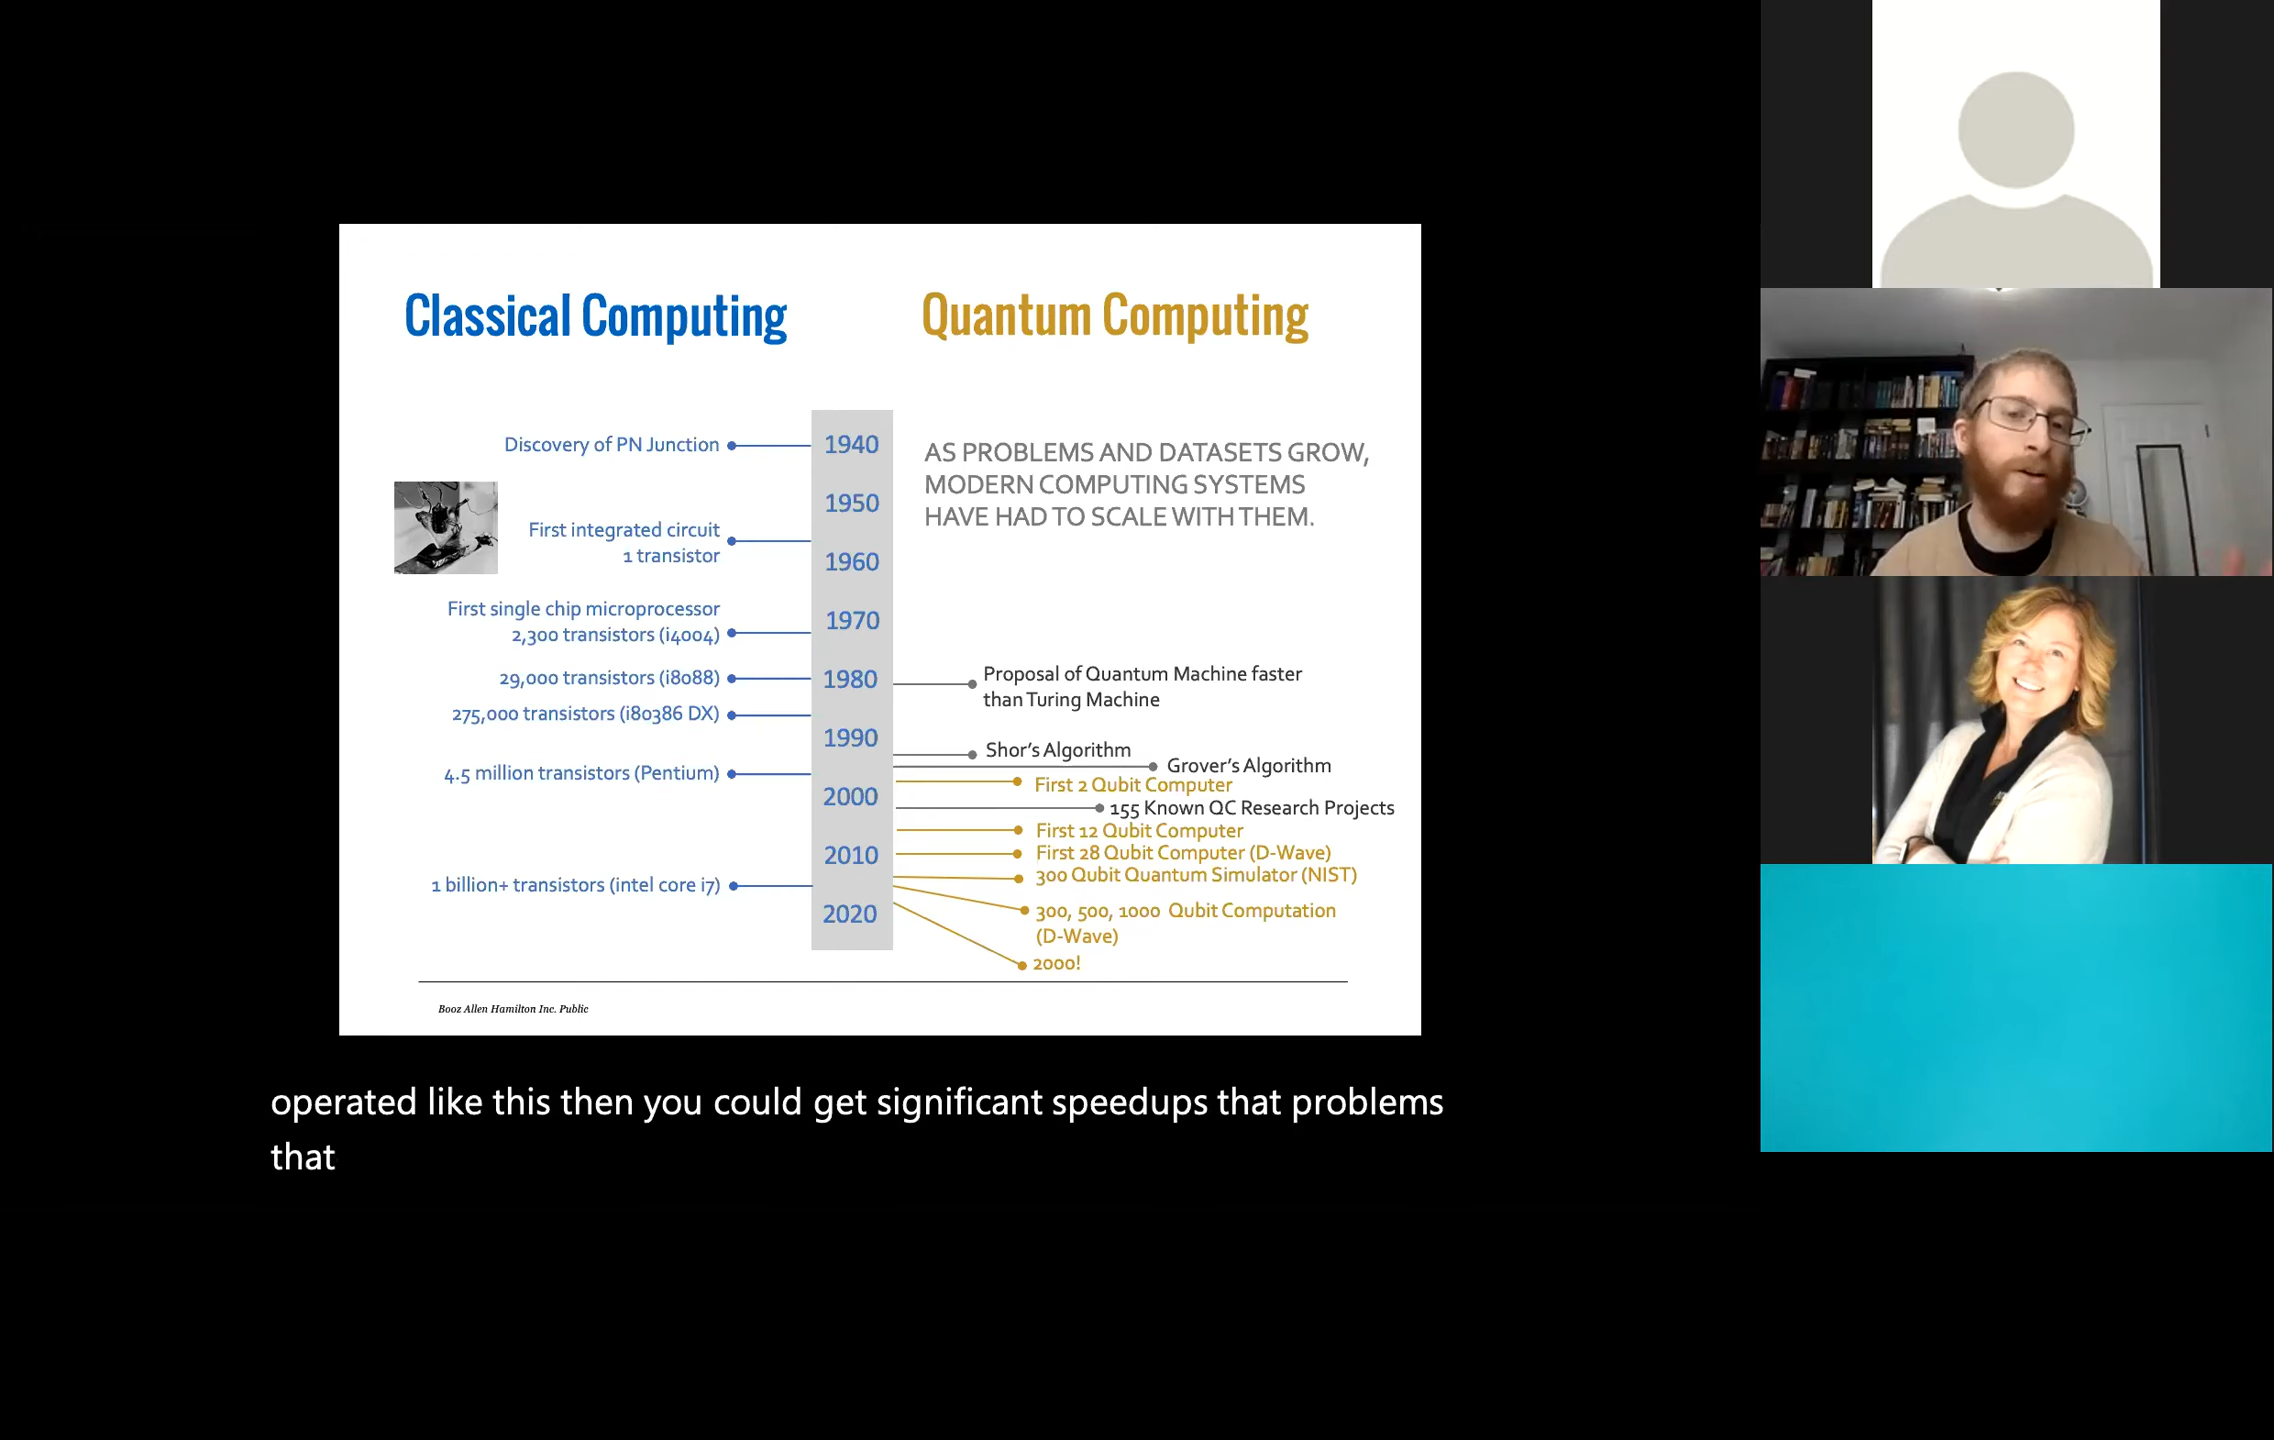 Classical Computing
Quantum Computing
Discovery of PN Junction
First integrated circuit
1 transistor
First single chip microprocessor
2,300 transistors (i4004)
29,000 transistors (i8088)
275,000 transistors (i80386 DX)
4.5 million transistors (Pentium)
1 billion+ transistors (intel core i7)
1940
1950
1960
1970
1980
1990
2000
2010
2020
AS PROBLEMS AND DATASETS GROW,
MODERN COMPUTING SYSTEMS
HAVE HAD TO SCALE WITH THEM.
Proposal of Quantum Machine faster
than Turing Machine
Shor's Algorithm
Grover's Algorithm
First 2 Qubit Computer
155 Known QC Research Projects
First 12 Qubit Computer
First 28 Qubit Computer (D-Wave)
300 Qubit Quantum Simulator (NIST)
300, 500, 1000 Qubit Computation
(D-Wave)
2000!
Booz Allen Hamilton Inc. Public
operated like this then you could get significant speedups that problems
that